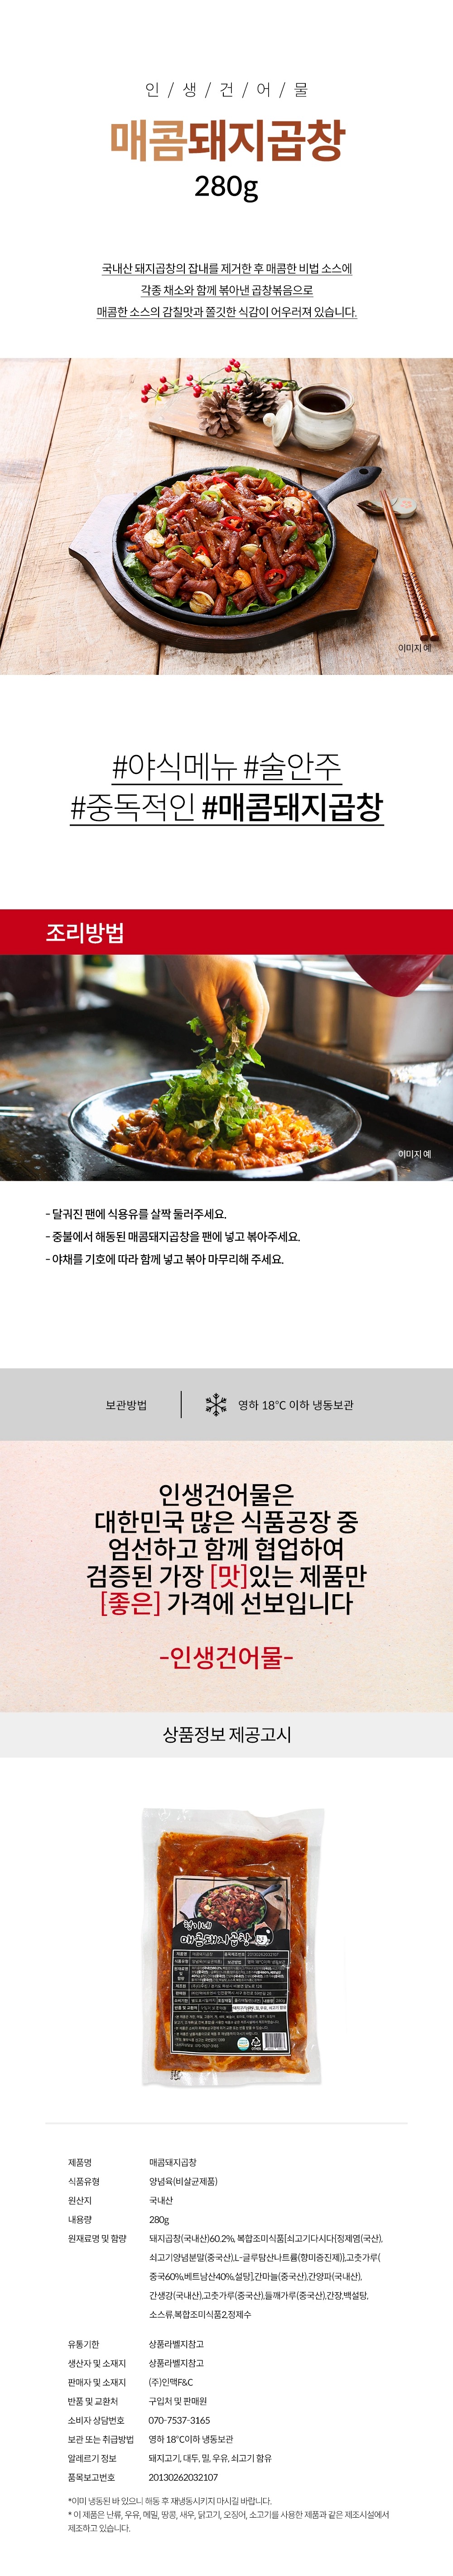 인 / 생 / 건 / 어 / 물
매콤돼지곱창
280g
국내산 돼지곱창의 잡내를 제거한 후 매콤한 비법 소스에
각종 채소와 함께 볶아낸 곱창볶음으로
매콤한 소스의 감칠맛과 쫄깃한 식감이 어우러져 있습니다.
이미지 예
#야식메뉴 #술안주
#중독적인 #매콤돼지곱창
조리방법
이미지 예
- 달궈진 팬에 식용유를 살짝 둘러주세요.
- 중불에서 해동된 매콤돼지곱창을 팬에 넣고 볶아주세요.
- 야채를 기호에 따라 함께 넣고 볶아 마무리해 주세요.
보관방법 영하 18℃ 이하 냉동보관
인생건어물은
대한민국 많은 식품공장 중
엄선하고 함께 협업하여
검증된 가장 [맛]있는 제품만
[좋은] 가격에 선보입니다
-인생건어물-
상품정보 제공고시
매콤돼지곱창
제품명 매콤돼지곱창
식품유형 양념육(비살균제품)
원산지 국내산
내용량 280g
원재료명 및 함량 돼지곱창(국내산)60.2%, 복합조미식품[쇠고기다시다{정제염(국산),
쇠고기양념분말(중국산),L-글루탐산나트륨(향미증진제)},고춧가루(
중국60%,베트남산40%,설탕],간마늘(중국산),간양파(국내산),
간생강(국내산),고춧가루(중국산),들깨가루(중국산),간장,백설탕,
소스류,복합조미식품2,정제수
유통기한 상품라벨지참고
생산자 및 소재지 상품라벨지참고
판매자 및 소재지 (주)인맥F&C
반품 및 교환처 구입처 및 판매원
소비자 상담번호 070-7537-3165
보관 또는 취급방법 영하 18℃이하 냉동보관
알레르기 정보 돼지고기, 대두, 밀, 우유, 쇠고기 함유
품목보고번호 20130262032107
*이미 냉동된 바 있으니 해동 후 재냉동시키지 마시길 바랍니다.
* 이 제품은 난류, 우유, 메밀, 땅콩, 새우, 닭고기, 오징어, 소고기를 사용한 제품과 같은 제조시설에서
제조하고 있습니다.